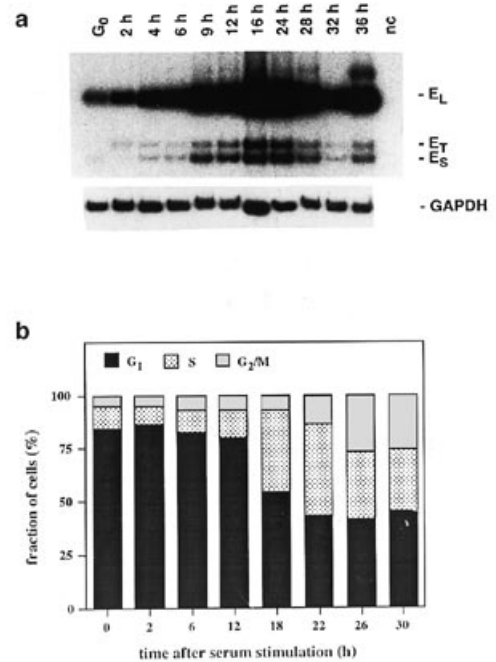 a
G0 2 h 4 h 6 h 9 h 12 h 16 h 24 h 28 h 32 h 36 h nc
- EL
- ET
- ES
- GAPDH
b
G1 S G2/M
100
75
50
25
0
fraction of cells (%)
0 2 6 12 18 22 26 30
time after serum stimulation (h)